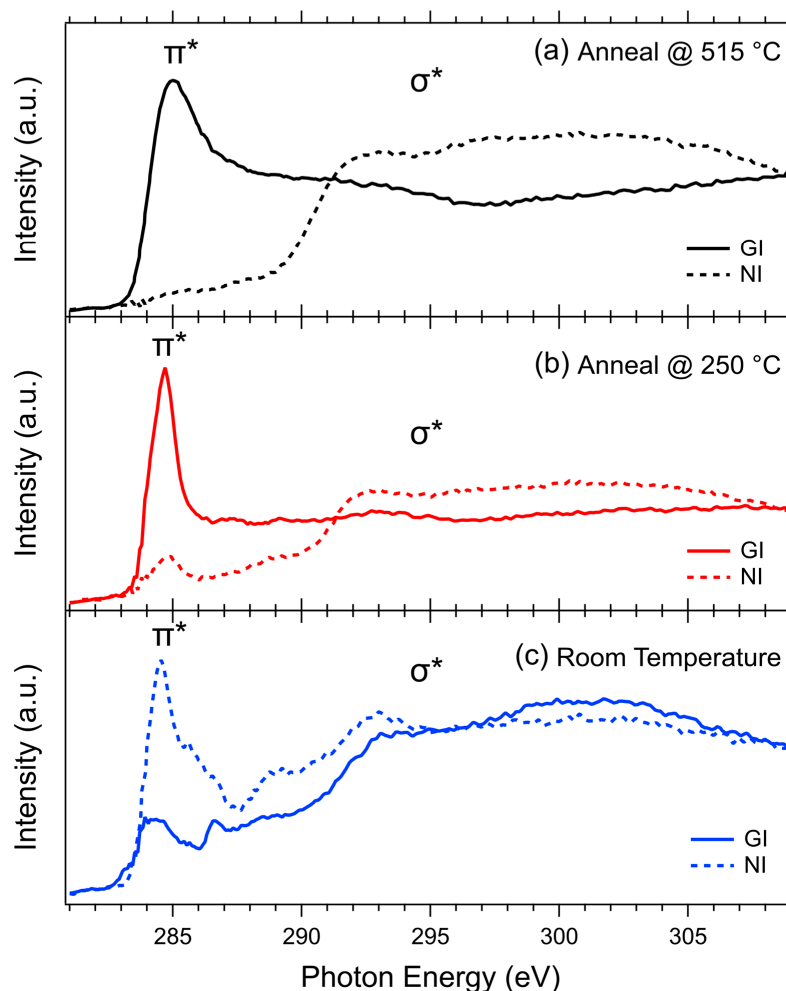 (a) Anneal @ 515 °C
π*
σ*
Intensity (a.u.)
GI
NI
(b) Anneal @ 250 °C
π*
σ*
Intensity (a.u.)
GI
NI
(c) Room Temperature
π*
σ*
Intensity (a.u.)
GI
NI
285 290 295 300 305
Photon Energy (eV)